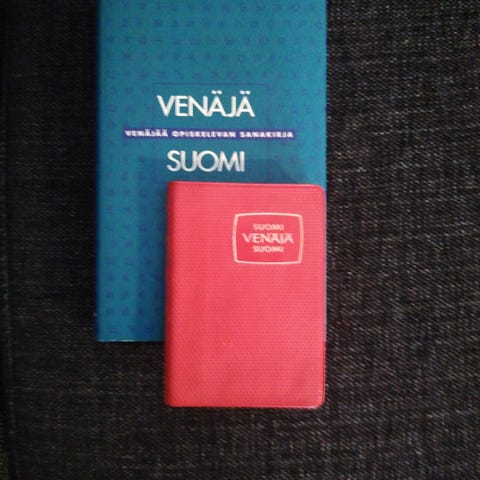 VENÄJÄ
VENÄJÄÄ OPISKELEVAN SANAKIRJA
SUOMI
SUOMI
VENÄJÄ
SUOMI